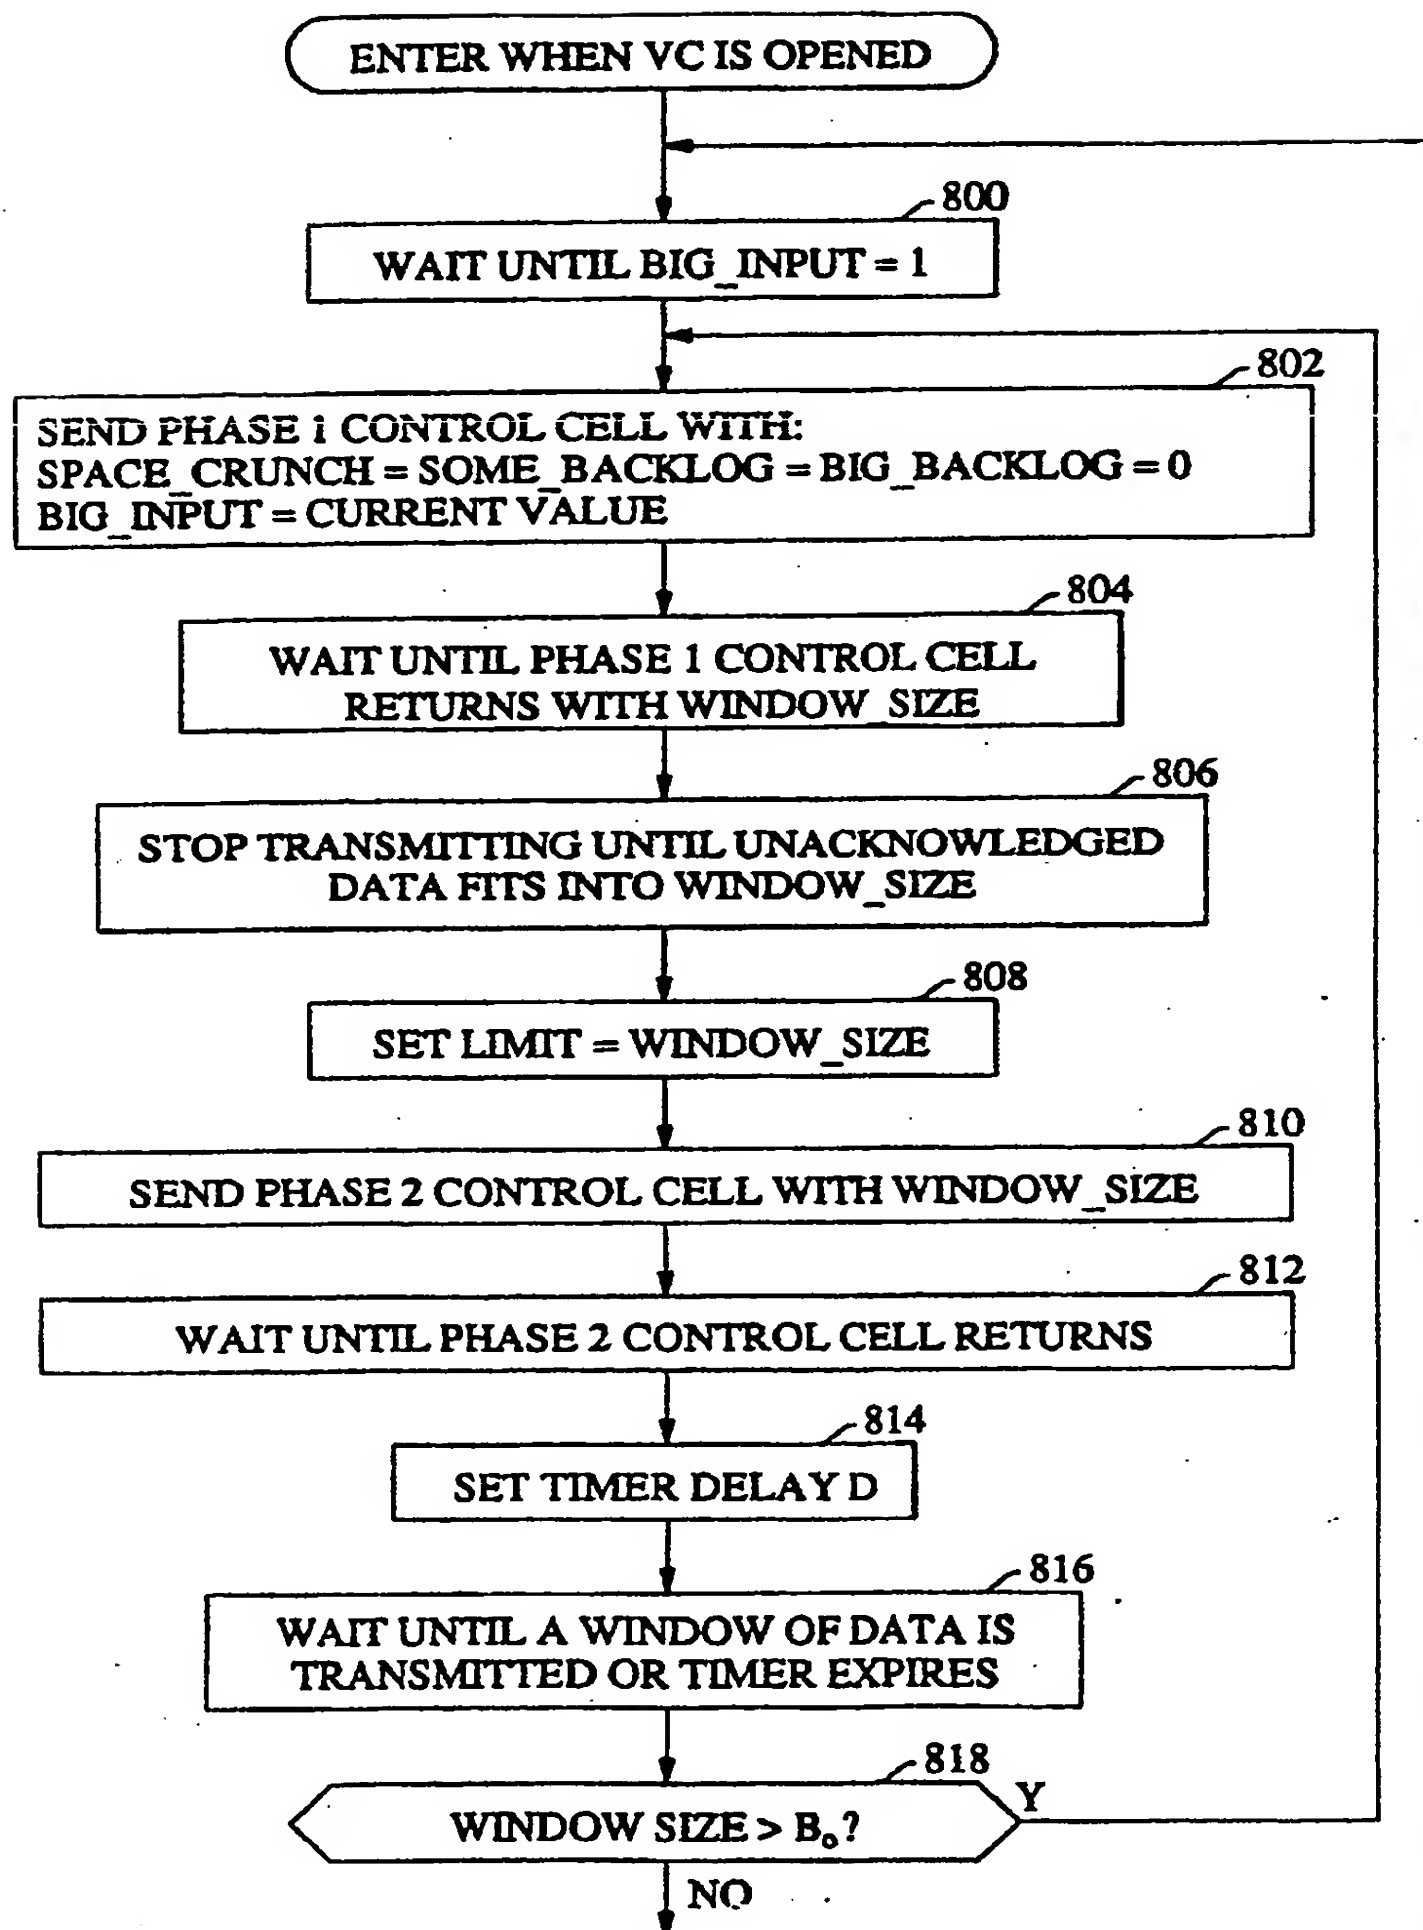 ENTER WHEN VC IS OPENED
800
WAIT UNTIL BIG_INPUT = 1
802
SEND PHASE 1 CONTROL CELL WITH:
SPACE_CRUNCH = SOME_BACKLOG = BIG_BACKLOG = 0
BIG_INPUT = CURRENT VALUE
804
WAIT UNTIL PHASE 1 CONTROL CELL
RETURNS WITH WINDOW_SIZE
806
STOP TRANSMITTING UNTIL UNACKNOWLEDGED
DATA FITS INTO WINDOW_SIZE
808
SET LIMIT = WINDOW_SIZE
810
SEND PHASE 2 CONTROL CELL WITH WINDOW_SIZE
812
WAIT UNTIL PHASE 2 CONTROL CELL RETURNS
814
SET TIMER DELAY D
816
WAIT UNTIL A WINDOW OF DATA IS
TRANSMITTED OR TIMER EXPIRES
818
WINDOW SIZE > B₀?
Y
NO